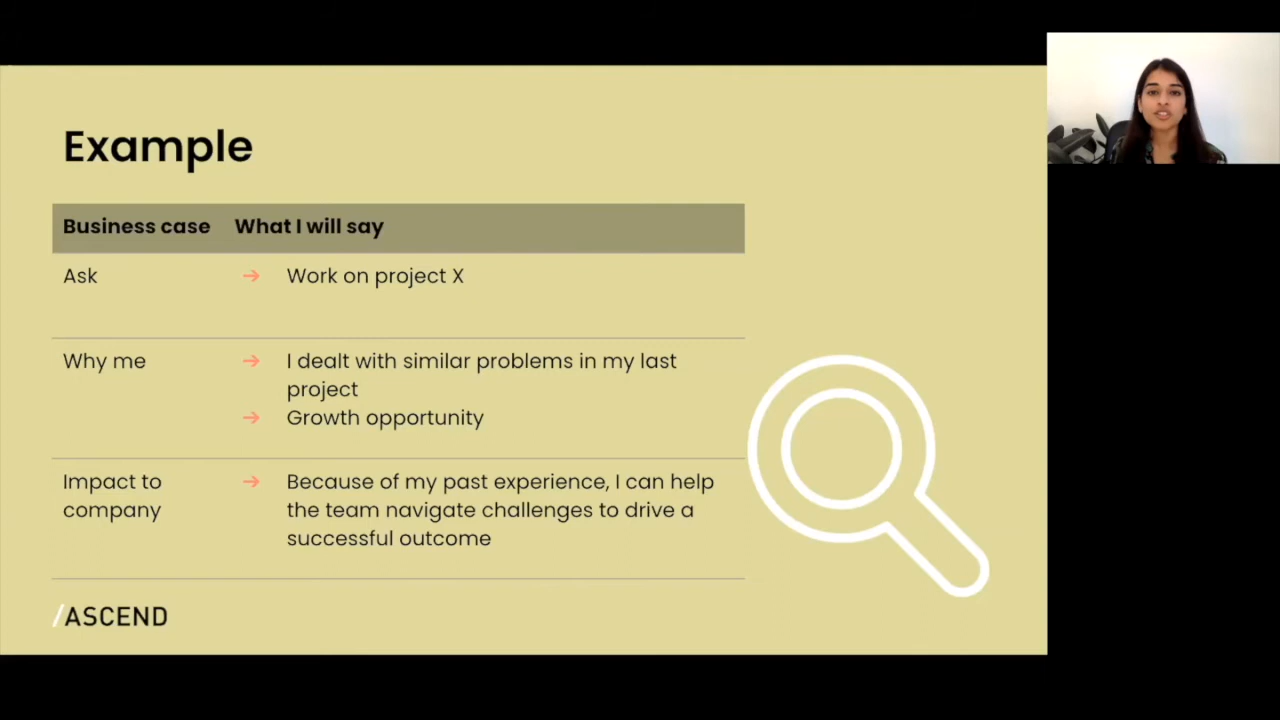 Example
Business case What I will say
Ask → Work on project X
Why me → I dealt with similar problems in my last
project
→ Growth opportunity
Impact to → Because of my past experience, I can help
company the team navigate challenges to drive a
successful outcome
/ASCEND